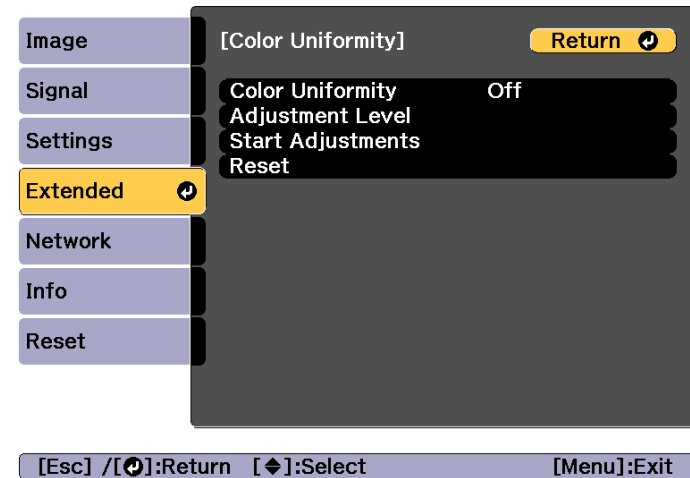 Image
Signal
Settings
Extended
Network
Info
Reset
[Color Uniformity] Return
Color Uniformity Off
Adjustment Level
Start Adjustments
Reset
[Esc] /[⏎]:Return [◆]:Select [Menu]:Exit